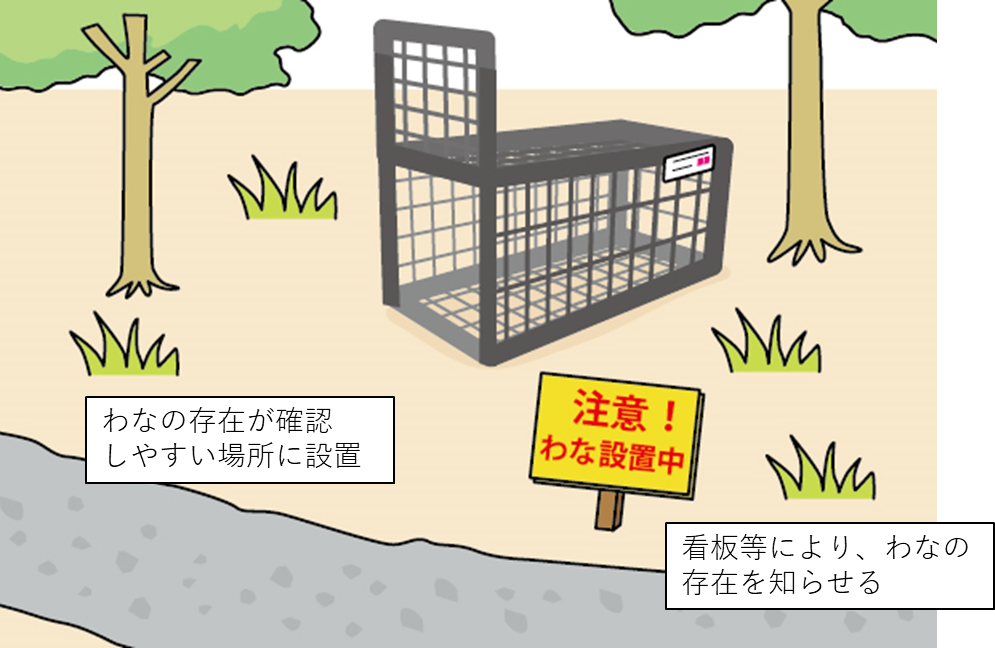 わなの存在が確認
しやすい場所に設置
注意！
わな設置中
看板等により、わなの
存在を知らせる